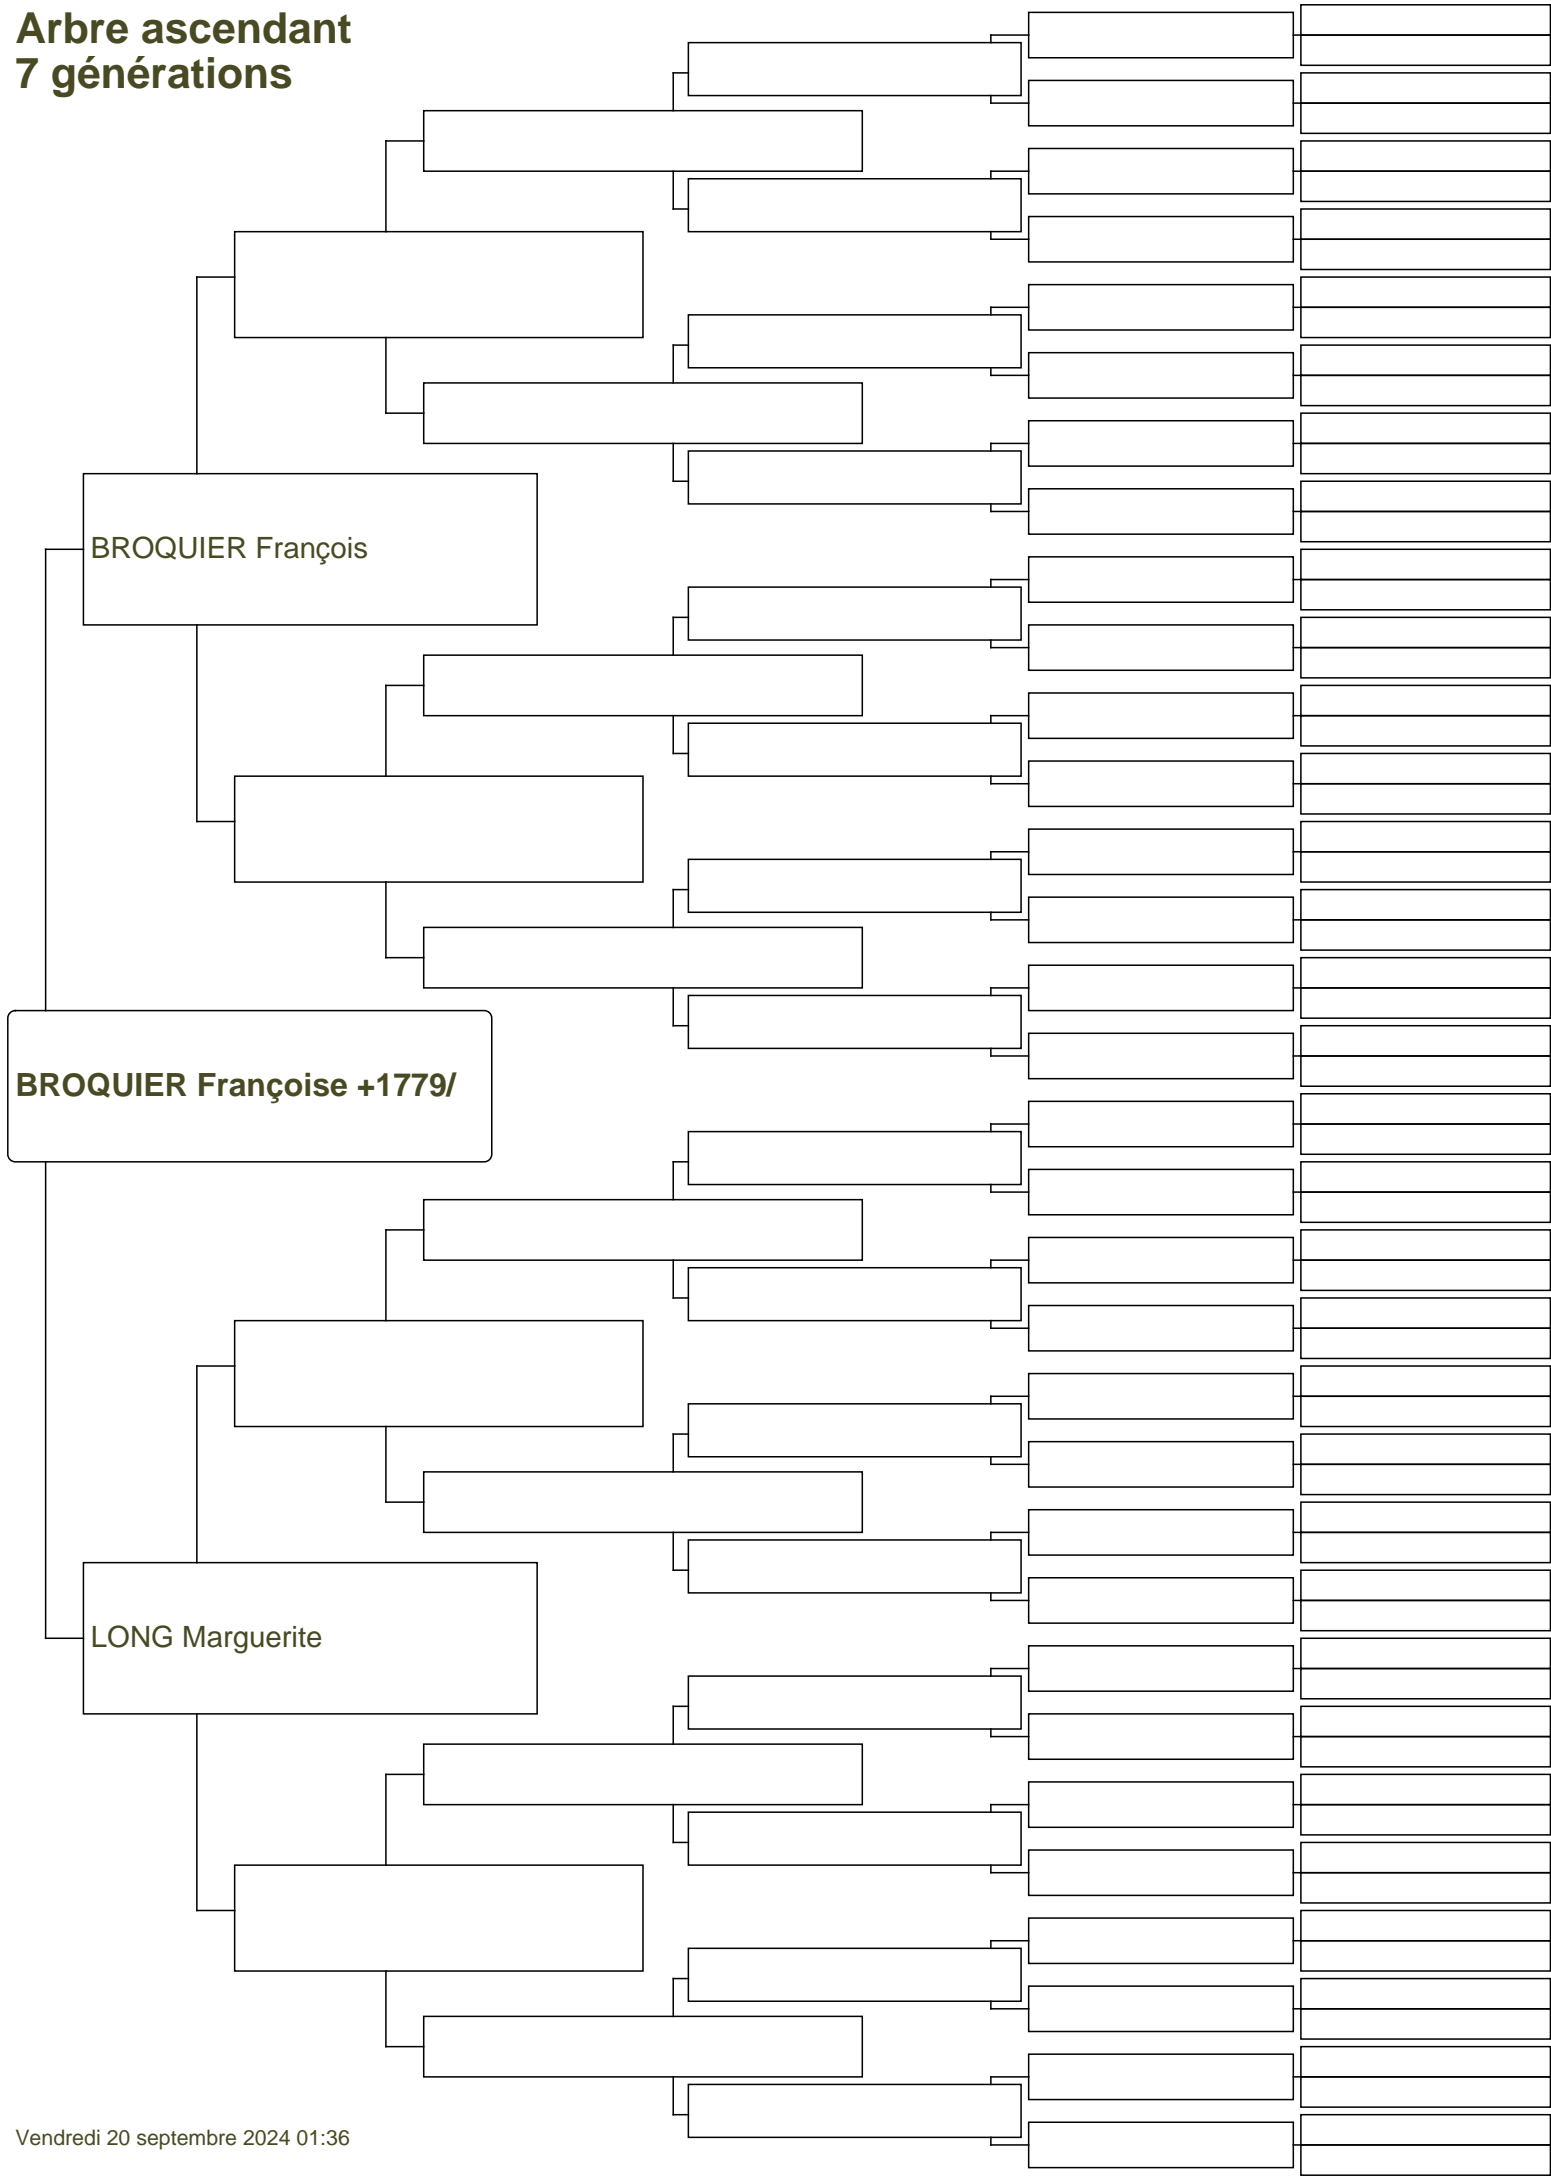 Arbre ascendant
7 générations
BROQUIER François
BROQUIER Françoise +1779/
LONG Marguerite
Vendredi 20 septembre 2024 01:36